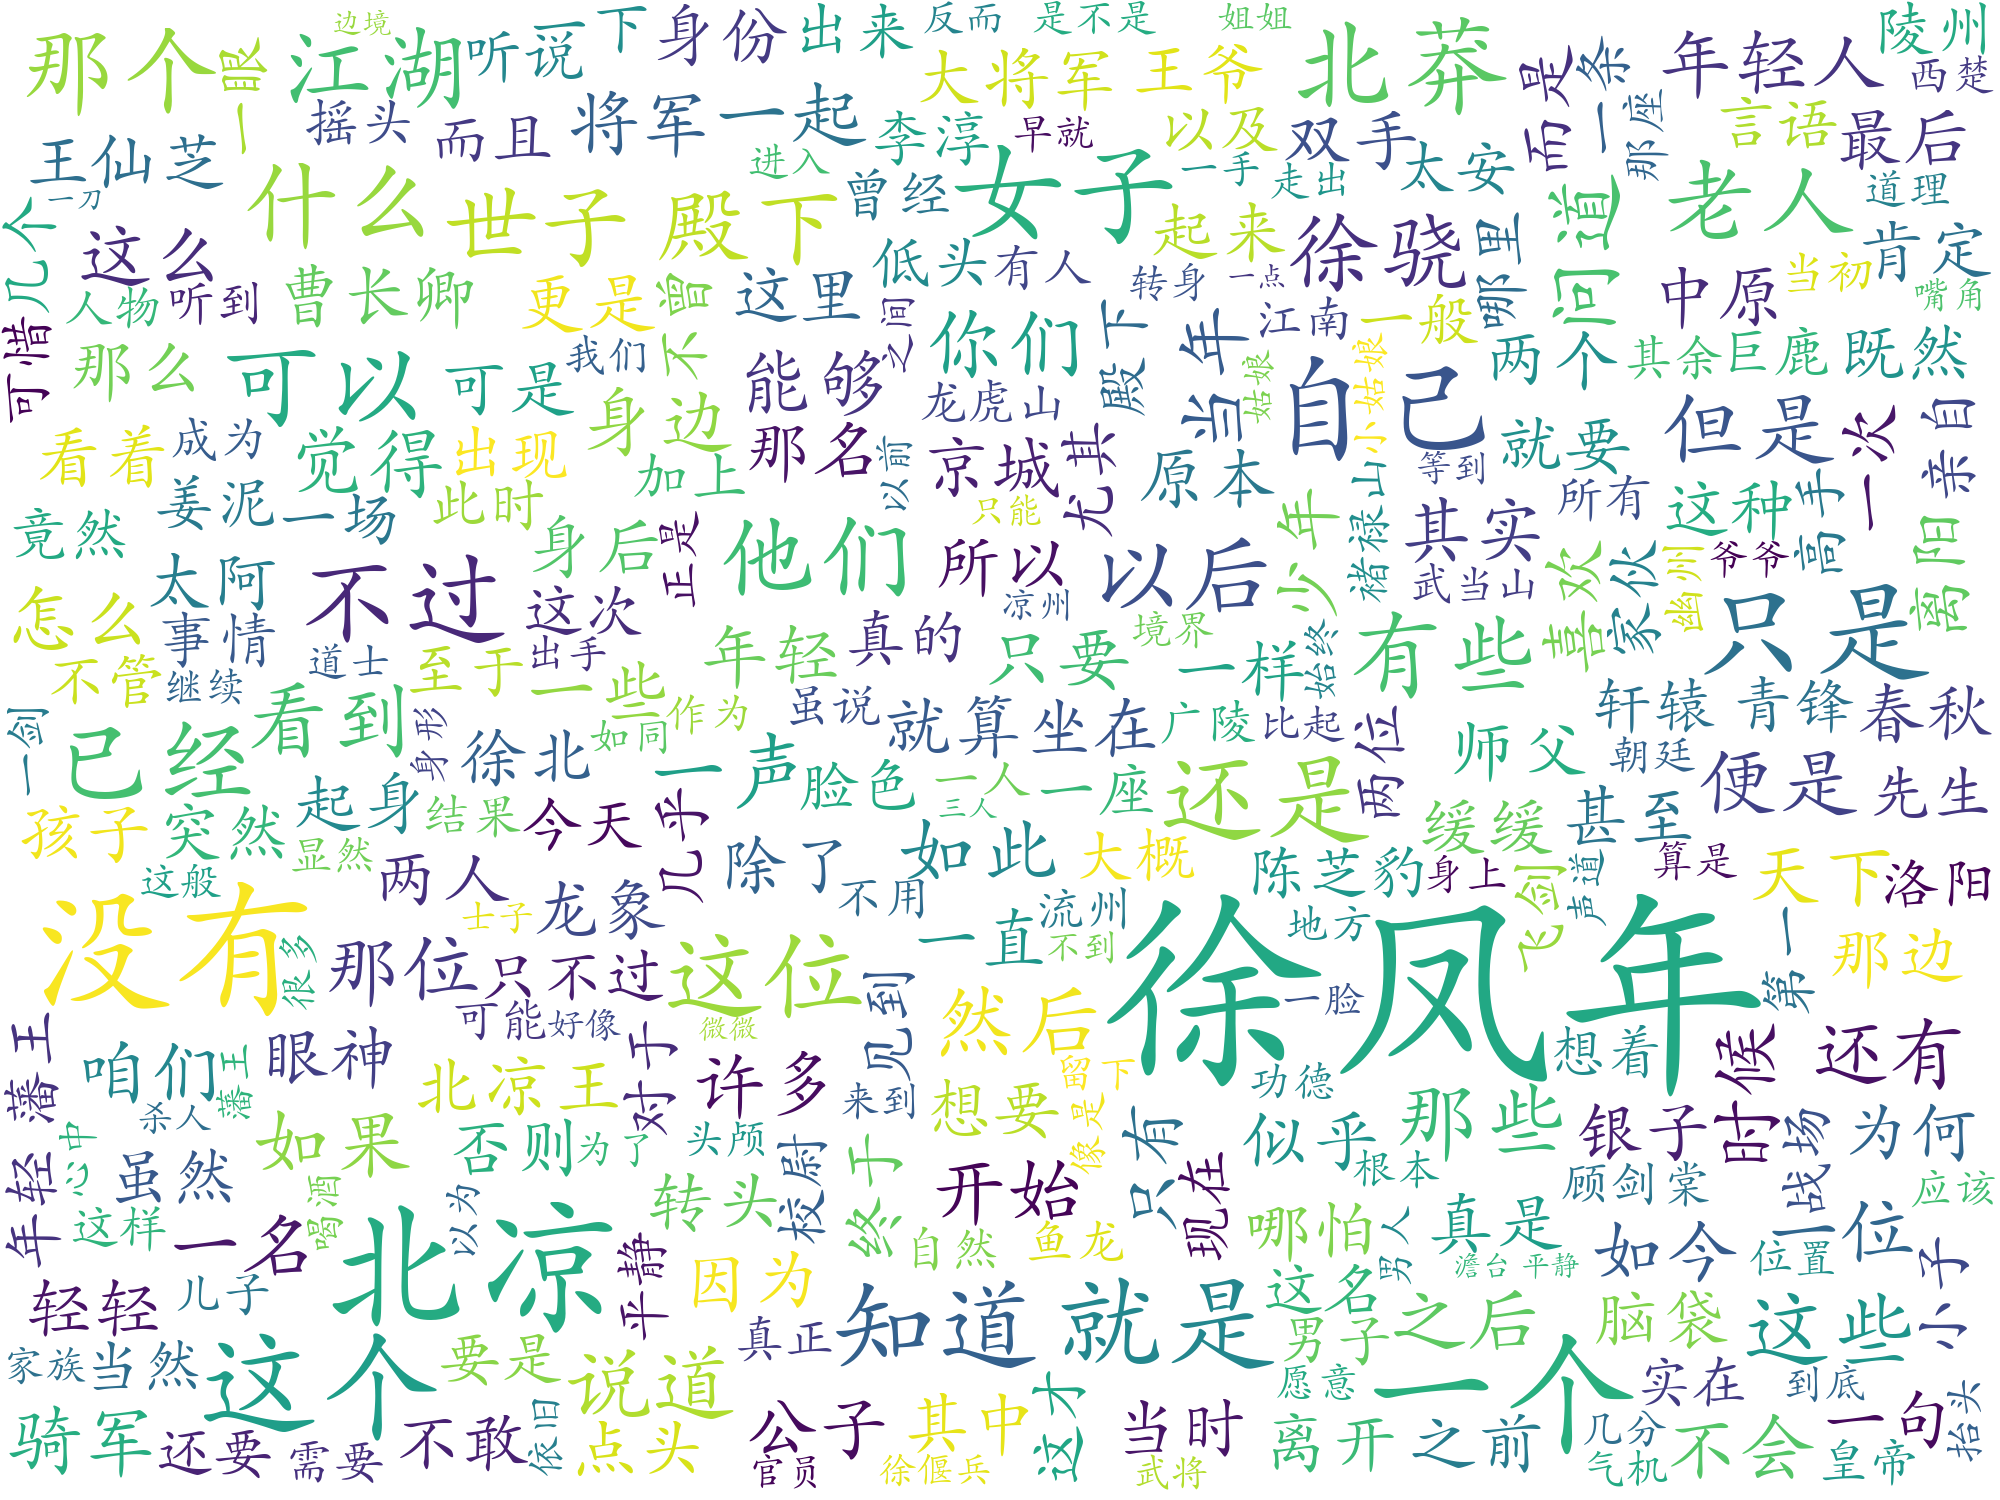 那个
江湖
边境
一眼
听说
下
身份
出来
反而
是不是
姐姐
北莽
而是
一条
年轻人
陵州
西楚
大将军
王爷
摇头
而且
将军
一起
李淳
早就
以及
双手
太安
那座
言语
最后
王仙芝
一刀
几个
什么
世子
殿下
进入
曾经
女子
一手
走出
问道
老人
道理
这么
人物
听到
曹长卿
更是
不曾
这里
低头
有人
起来
转身
一点
徐骁
哪里
中原
当初
肯定
嘴角
江南
可惜
那么
可以
可是
我们
能够
之间
你们
殿下
当年
姑娘
一般
小姑娘
两个
其余
巨鹿
既然
龙虎山
身边
自己
看着
成为
觉得
出现
加上
那名
以前
京城
尤其
原本
等到
就要
但是
一次
亲自
山
褚禄
所有
高手
这种
竟然
姜泥
一场
此时
身后
正是
他们
只能
所以
以后
少年
其实
武当山
喜欢
家伙
幽州
爷爷
离阳
怎么
太阿
事情
不过
这次
凉州
境界
只是
不管
继续
道士
出手
至于
一些
年轻
真的
只要
一样
始终
有些
一剑
已经
看到
身形
徐北
如同
作为
虽说
就算
坐在
广陵
比起
两位
师父
轩辕
青锋
春秋
朝廷
便是
先生
孩子
突然
起身
结果
今天
几乎
一声
脸色
一人
三人
一座
还是
缓缓
甚至
显然
这般
两人
除了
不用
如此
大概
陈芝豹
身上
声道
飞剑
算是
天下
洛阳
没有
很多
士子
龙象
那位
只不过
这位
一直
流州
不到
地方
徐凤年
一脸
第一
那边
藩王
咱们
藩王
眼神
可能
好像
微微
对于
许多
见到
然后
留下
功德
想着
时候
还有
杀人
心中
北凉王
如果
否则
为了
头颅
来到
想要
像是
只有
似乎
那些
银子
战场
为何
年轻
虽然
喝酒
以为
转头
校尉
终于
开始
现在
根本
顾剑棠
应该
这样
一名
北凉
平静
因为
自然
鱼龙
哪怕
男人
真是
如今
一位
位置
小子
轻轻
儿子
真正
知道
就是
这名
男子
之后
澹台
平静
脑袋
这些
家族
当然
这个
要是
说道
愿意
一个
实在
到底
骑军
还要
需要
不敢
依旧
点头
公子
官员
其中
徐偃兵
这才
当时
武将
离开
之前
几分
气机
不会
一句
皇帝
抬头